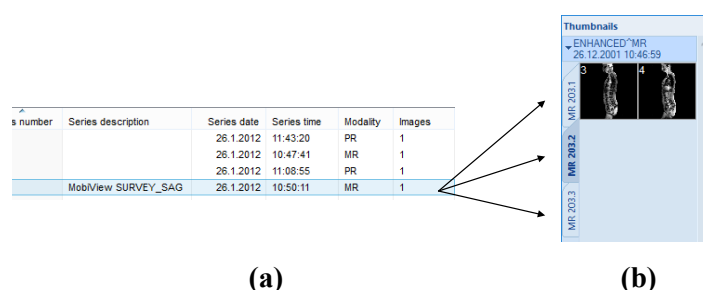 s number Series description Series date Series time Modality Images
26.1.2012 11:43:20 PR 1
26.1.2012 10:47:41 MR 1
26.1.2012 11:08:55 PR 1
MobiView SURVEY_SAG 26.1.2012 10:50:11 MR 1
(a)
Thumbnails
ENHANCED^MR
26.12.2001 10:46:59
3 4
MR 203.1
MR 203.2
MR 203.3
(b)